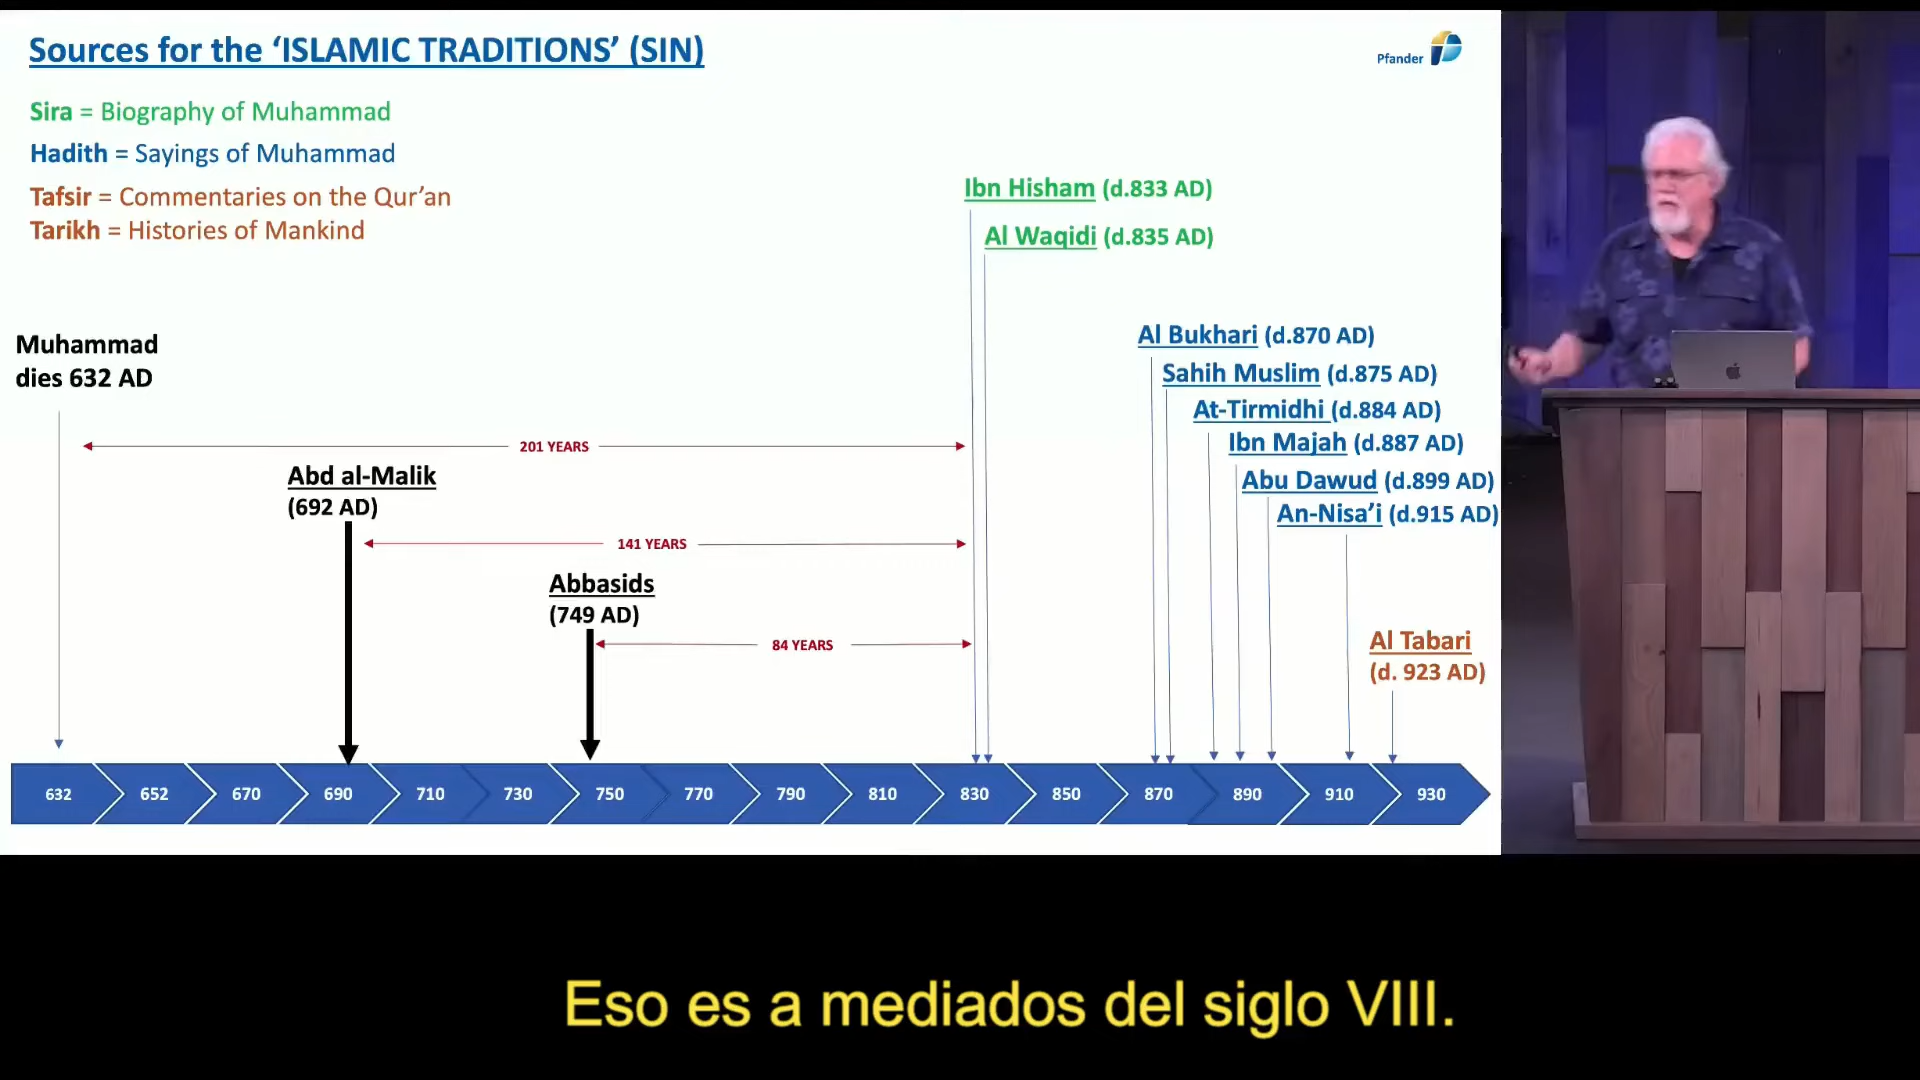 Sources for the ‘ISLAMIC TRADITIONS’ (SIN)
Pfander
Sira = Biography of Muhammad
Hadith = Sayings of Muhammad
Tafsir = Commentaries on the Qur’an
Tarikh = Histories of Mankind
Ibn Hisham (d.833 AD)
Al Waqidi (d.835 AD)
Muhammad
dies 632 AD
Al Bukhari (d.870 AD)
Sahih Muslim (d.875 AD)
At-Tirmidhi (d.884 AD)
Ibn Majah (d.887 AD)
Abu Dawud (d.899 AD)
An-Nisa’i (d.915 AD)
201 YEARS
Abd al-Malik
(692 AD)
141 YEARS
Abbasids
(749 AD)
84 YEARS
Al Tabari
(d. 923 AD)
632 652 670 690 710 730 750 770 790 810 830 850 870 890 910 930
Eso es a mediados del siglo VIII.